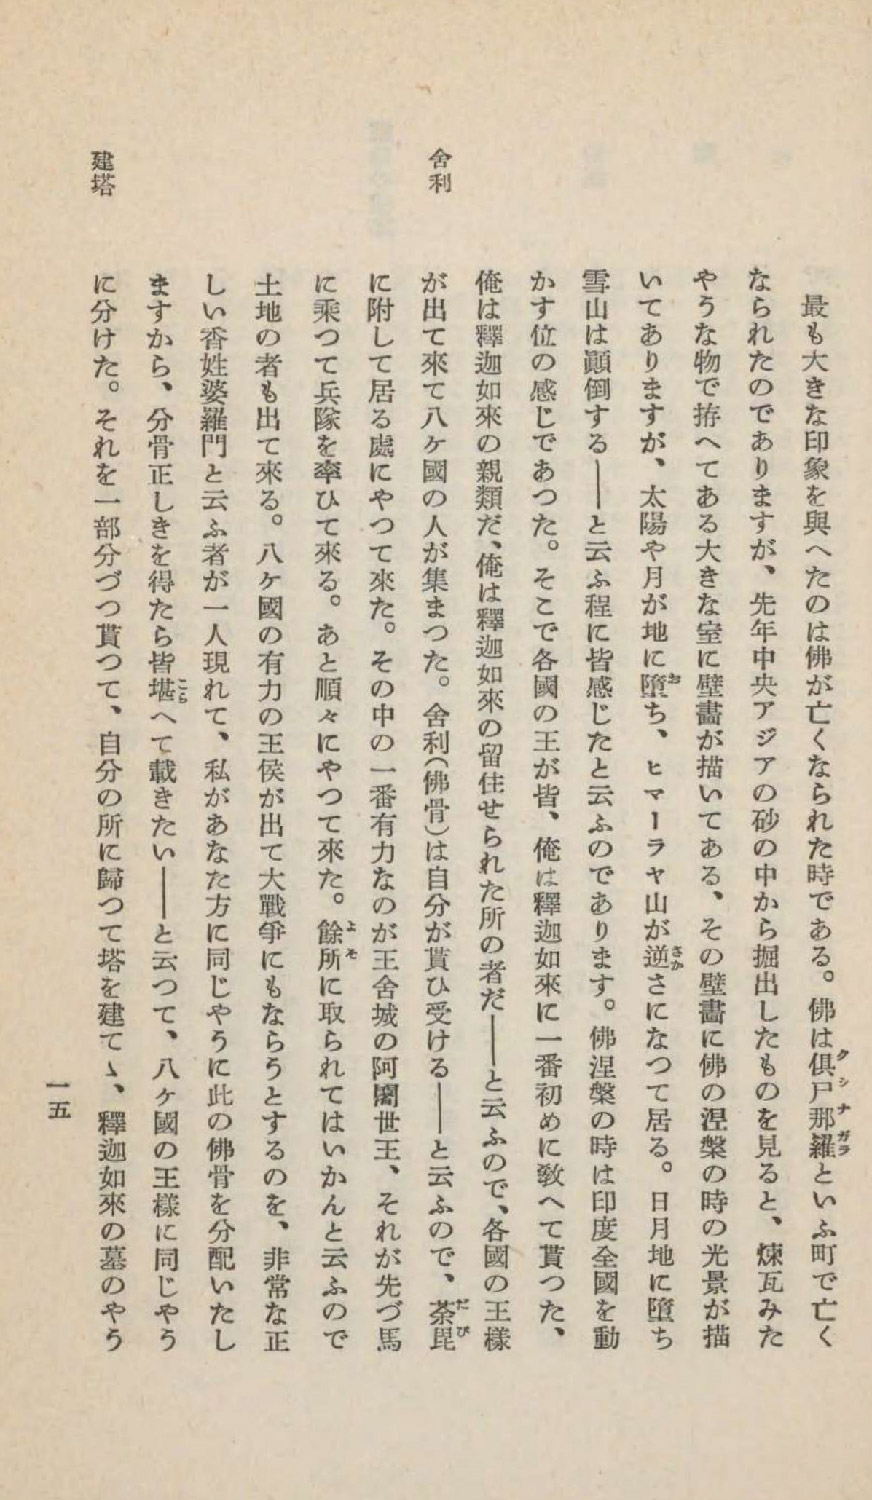 最も大きな印象を與へたのは佛が亡くなられた時である。佛は倶尸那羅といふ町で亡く
クシナガラ
なられたのでありますが、先年中央アジアの砂の中から掘出したものを見ると、煉瓦みた
やうな物で拵へてある大きな室に壁畵が描いてある、その壁畵に佛の涅槃の時の光景が描
いてありますが、太陽や月が地に墮ち、ヒマーラヤ山が逆さになつて居る。日月地に墮ち
お
さか
雪山は顚倒する――と云ふ程に皆感じたと云ふのであります。佛涅槃の時は印度全國を動
かす位の感じであつた。そこで各國の王が皆、俺は釋迦如來に一番初めに敎へて貰つた、
俺は釋迦如來の親類だ、俺は釋迦如來の留住せられた所の者だ――と云ふので、各國の王樣
舍利
が出て來て八ケ國の人が集まつた。舍利(佛骨)は自分が貰ひ受ける――と云ふので、荼毘
だび
に附して居る處にやつて來た。その中の一番有力なのが王舍城の阿闍世王、それが先づ馬
に乘つて兵隊を率ひて來る。あと順々にやつて來た。餘所に取られてはいかんと云ふので
よそ
土地の者も出て來る。八ケ國の有力の王侯が出て大戰爭にもならうとするのを、非常な正
しい香姓婆羅門と云ふ者が一人現れて、私があなた方に同じやうに此の佛骨を分配いたし
ますから、分骨正しきを得たら皆堪へて載きたい――と云つて、八ケ國の王樣に同じやう
こら
建塔
に分けた。それを一部分づつ貰つて、自分の所に歸つて塔を建てゝ、釋迦如來の墓のやう
一五